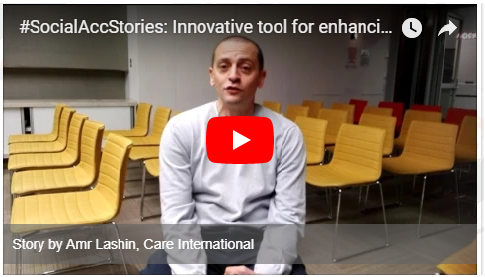 #SocialAccStories: Innovative tool for enhanci...
Story by Amr Lashin, Care International